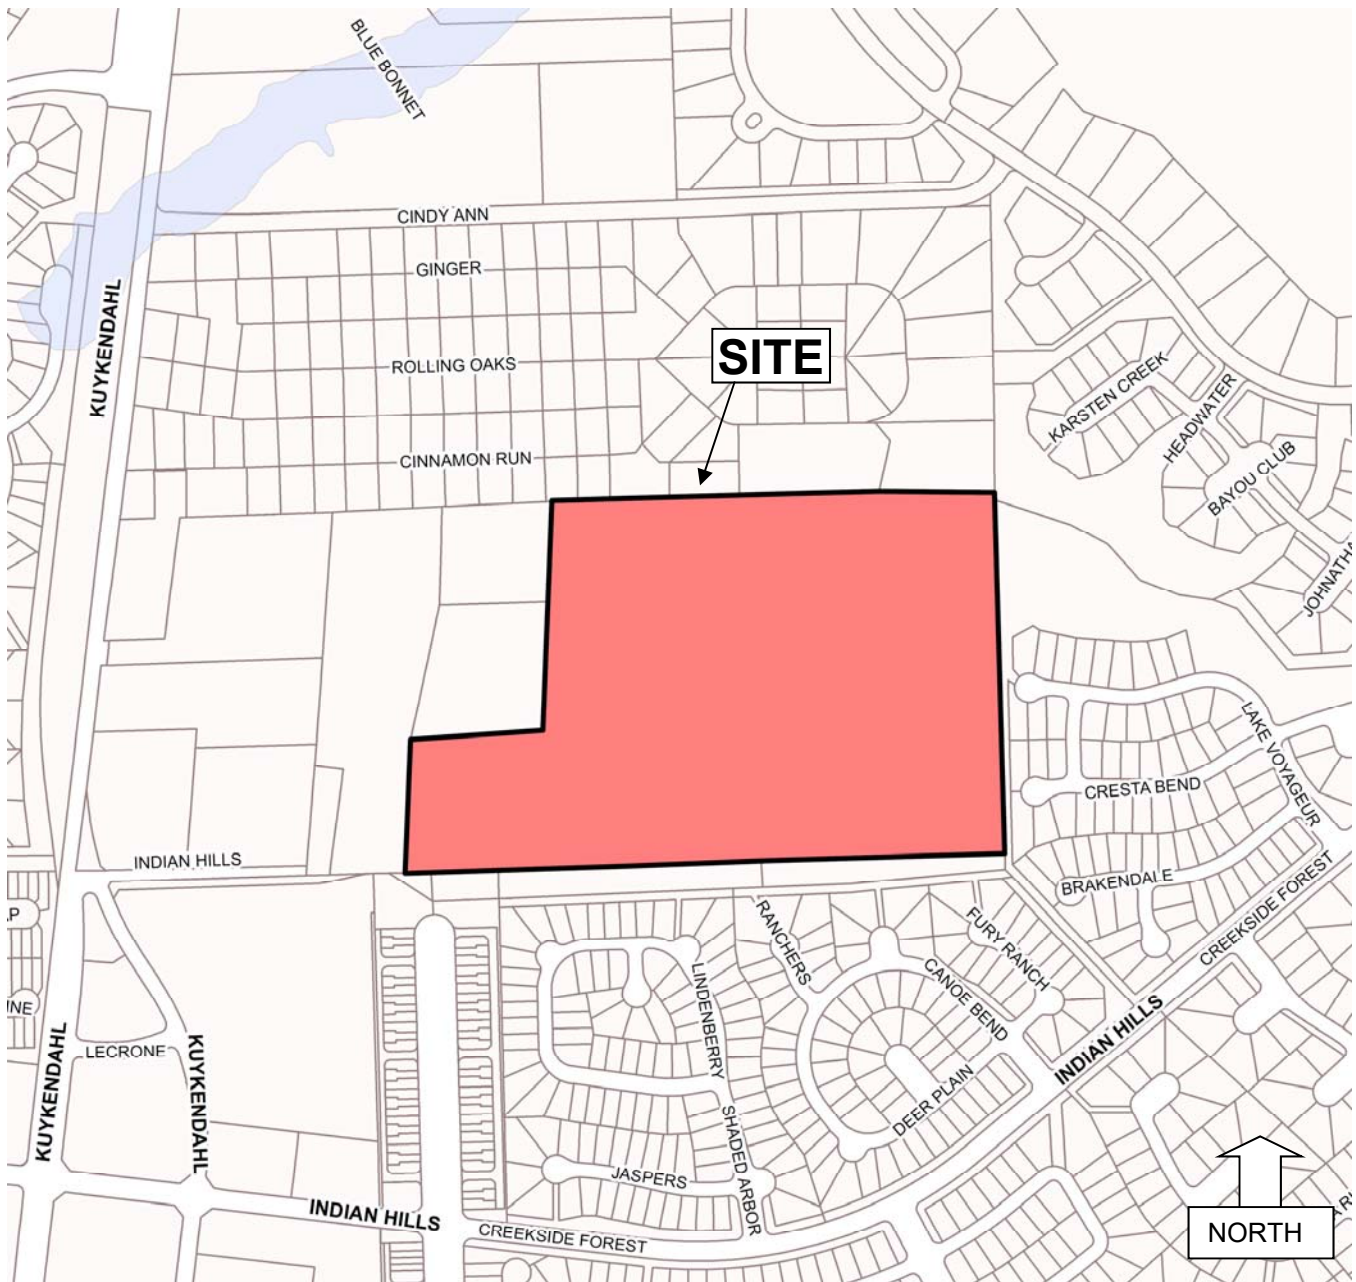 BLUE BONNET
CINDY ANN
GINGER
KUYKENDAHL
SITE
ROLLING OAKS
KARSTEN CREEK
HEADWATER
CINNAMON RUN
BAYOU CLUB
LAKE VOYAGEUR
CRESTA BEND
INDIAN HILLS
BRAKENDALE
CREEKSIDE FOREST
RANCHERS
FURY RANCH
LINDENBERRY
CANOE BEND
INDIAN HILLS
LECRONE
KUYKENDAHL
KUYKENDAHL
DEER PLAIN
SHADED ARBOR
JASPERS
INDIAN HILLS
CREEKSIDE FOREST
NORTH